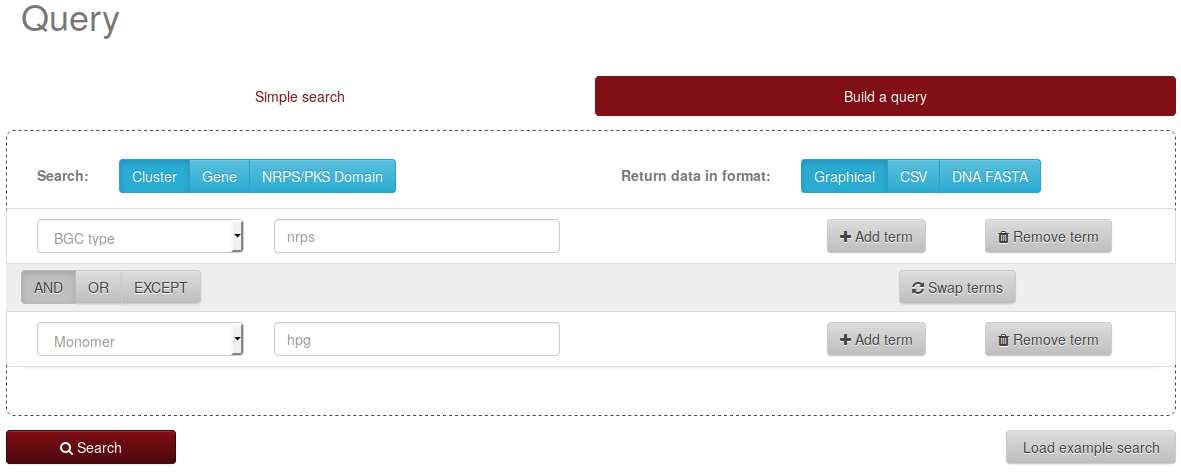 Query
Simple search Build a query
Search: Cluster Gene NRPS/PKS Domain Return data in format: Graphical CSV DNA FASTA
BGC type nrps Add term Remove term
AND OR EXCEPT Swap terms
Monomer hpg Add term Remove term
Search Load example search